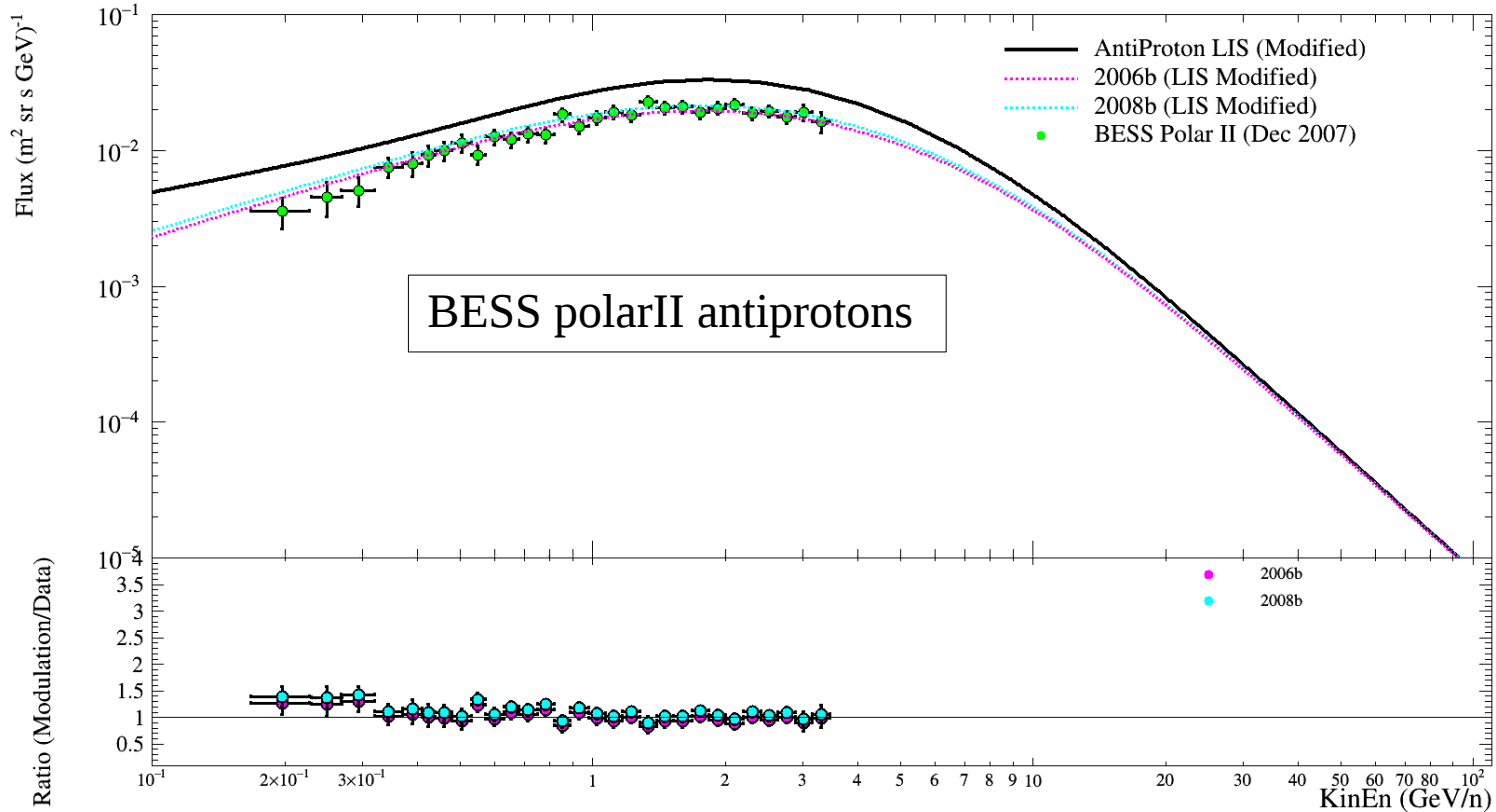 Flux (m² sr s GeV)⁻¹
10⁻¹
10⁻²
10⁻³
10⁻⁴
10⁻⁵
AntiProton LIS (Modified)
2006b (LIS Modified)
2008b (LIS Modified)
BESS Polar II (Dec 2007)
BESS polarII antiprotons
Ratio (Modulation/Data)
4
3.5
3
2.5
2
1.5
1
0.5
2006b
2008b
10⁻¹ 2×10⁻¹ 3×10⁻¹ 1 2 3 4 5 6 7 8 9 10 20 30 40 50 60 70 80 10²
KinEn (GeV/n)